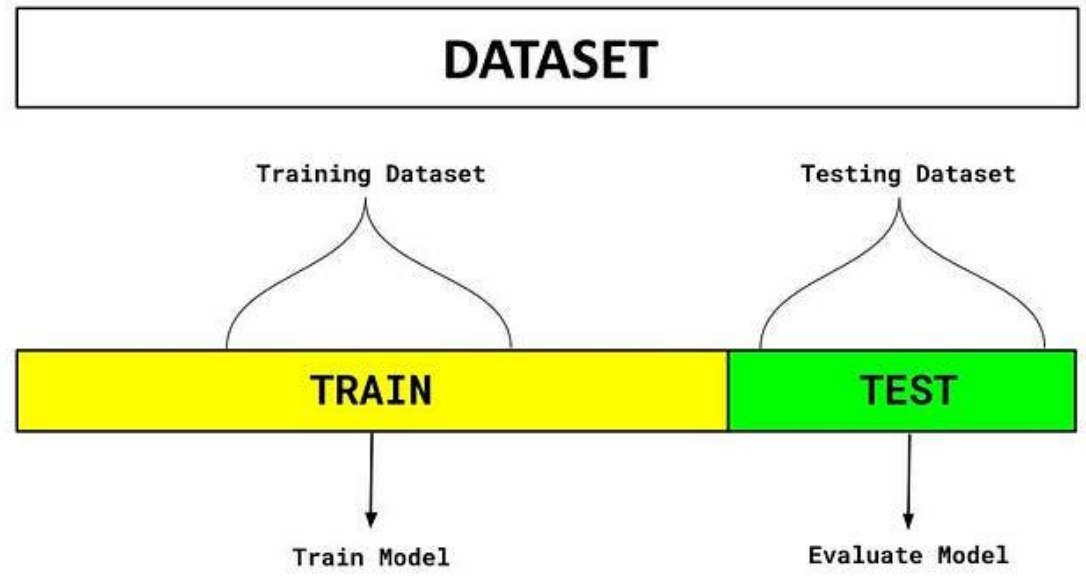 DATASET
Training Dataset
Testing Dataset
TRAIN
TEST
Train Model
Evaluate Model